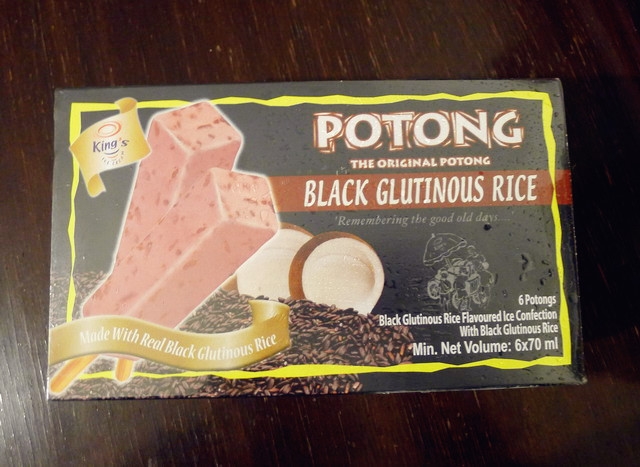 King's
POTONG
THE ORIGINAL POTONG
BLACK GLUTINOUS RICE
'Remembering the good old days
6 Potongs
Black Glutinous Rice Flavoured Ice Confection
With Black Glutinous Rice
Min. Net Volume: 6x70 ml
Made With Real Black Glutinous Rice